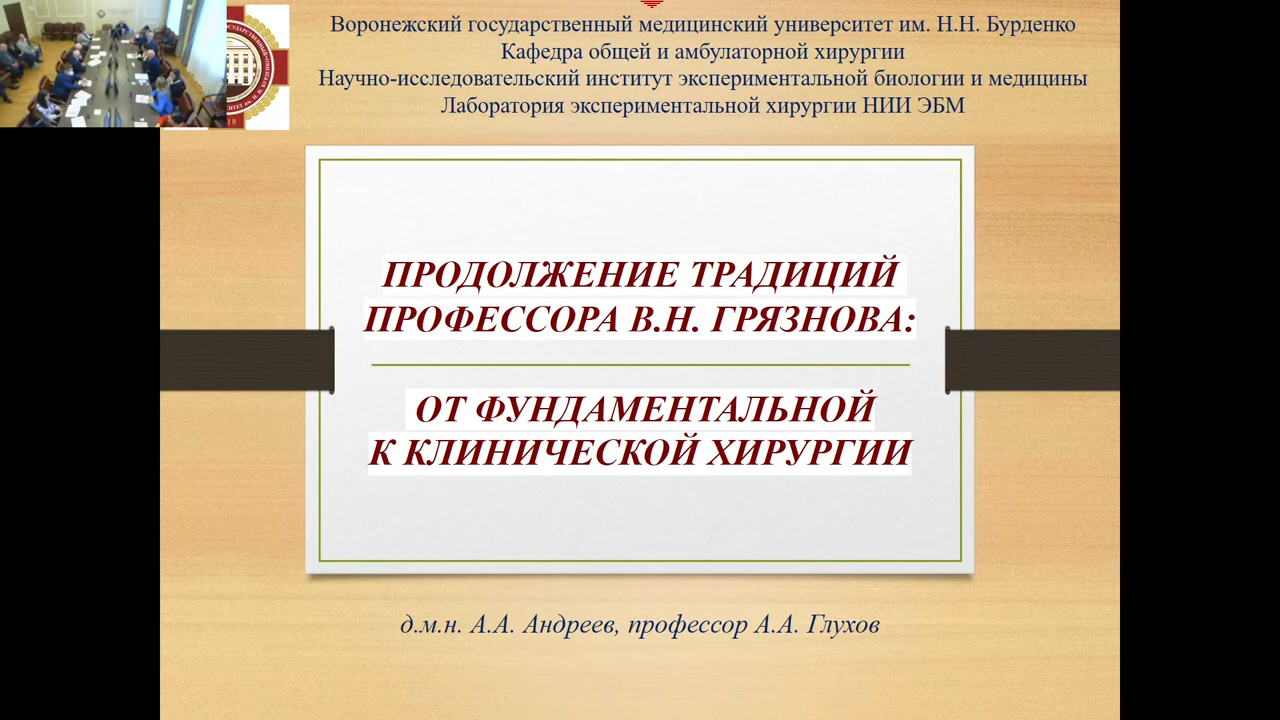 Воронежский государственный медицинский университет им. Н.Н. Бурденко
Кафедра общей и амбулаторной хирургии
Научно-исследовательский институт экспериментальной биологии и медицины
Лаборатория экспериментальной хирургии НИИ ЭБМ
ПРОДОЛЖЕНИЕ ТРАДИЦИЙ
ПРОФЕССОРА В.Н. ГРЯЗНОВА:
ОТ ФУНДАМЕНТАЛЬНОЙ
К КЛИНИЧЕСКОЙ ХИРУРГИИ
д.м.н. А.А. Андреев, профессор А.А. Глухов